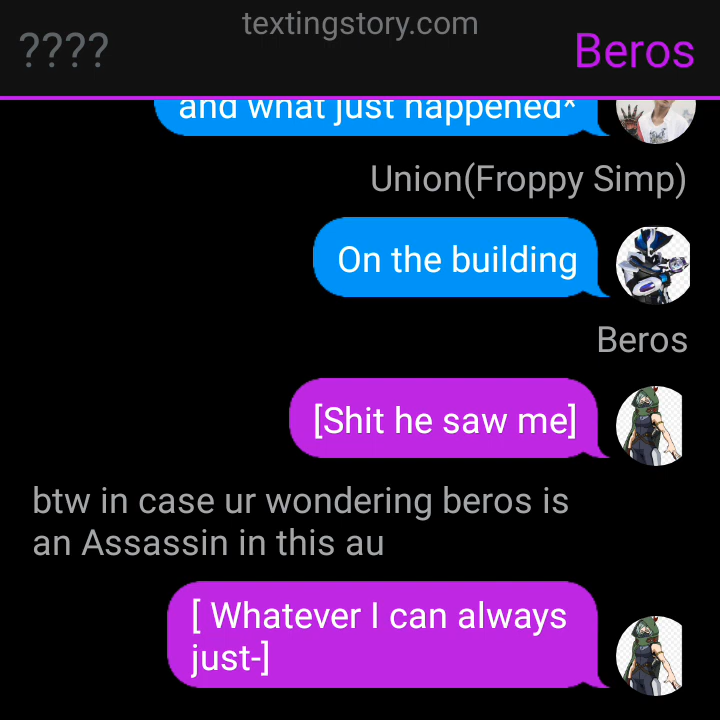 textingstory.com
????
Beros
and what just happened^
Union(Froppy Simp)
On the building
Beros
[Shit he saw me]
btw in case ur wondering beros is
an Assassin in this au
[ Whatever I can always
just-]